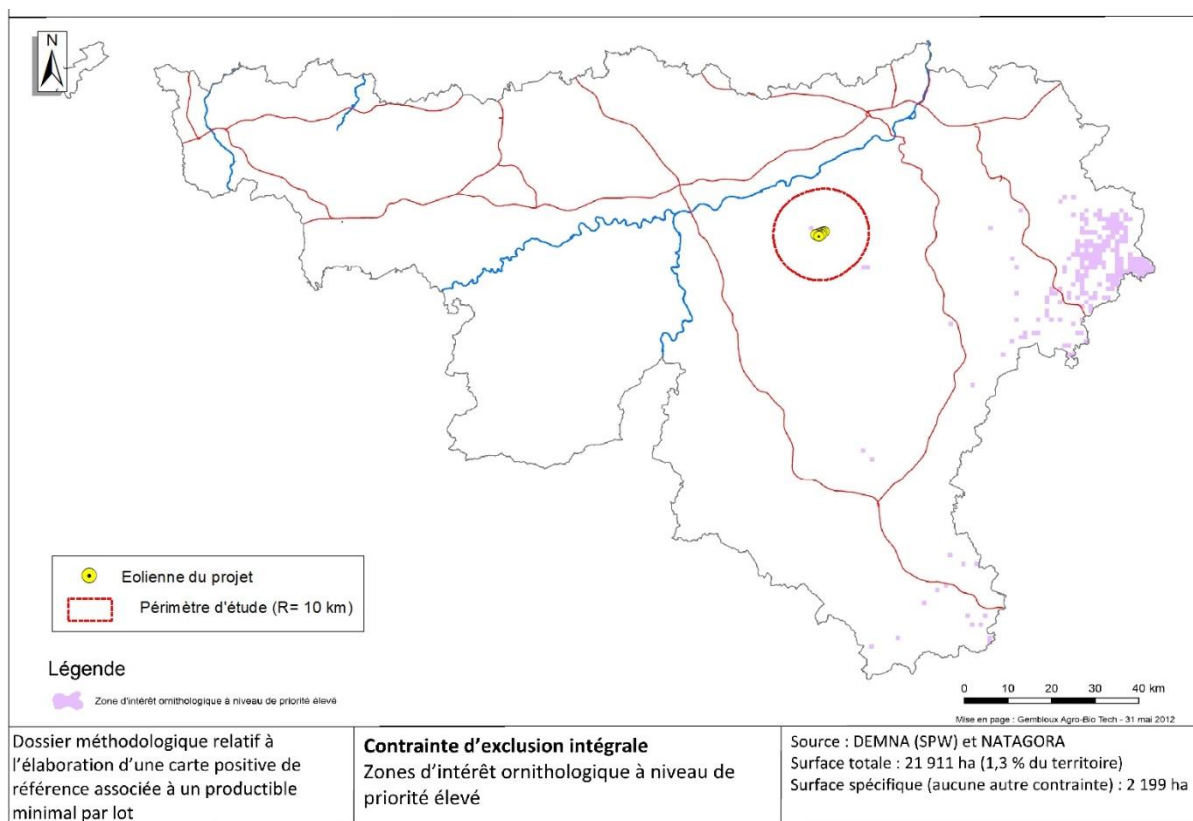 N
Eolienne du projet
Périmètre d'étude (R= 10 km)
Légende
Zone d'intérêt ornithologique à niveau de priorité élevé
0 10 20 30 40 km
Mise en page : Gembloux Agro-Bio Tech - 31 mai 2012
Dossier méthodologique relatif à
l'élaboration d'une carte positive de
référence associée à un productible
minimal par lot
Contrainte d'exclusion intégrale
Zones d'intérêt ornithologique à niveau de
priorité élevé
Source : DEMNA (SPW) et NATAGORA
Surface totale : 21 911 ha (1,3 % du territoire)
Surface spécifique (aucune autre contrainte) : 2 199 ha